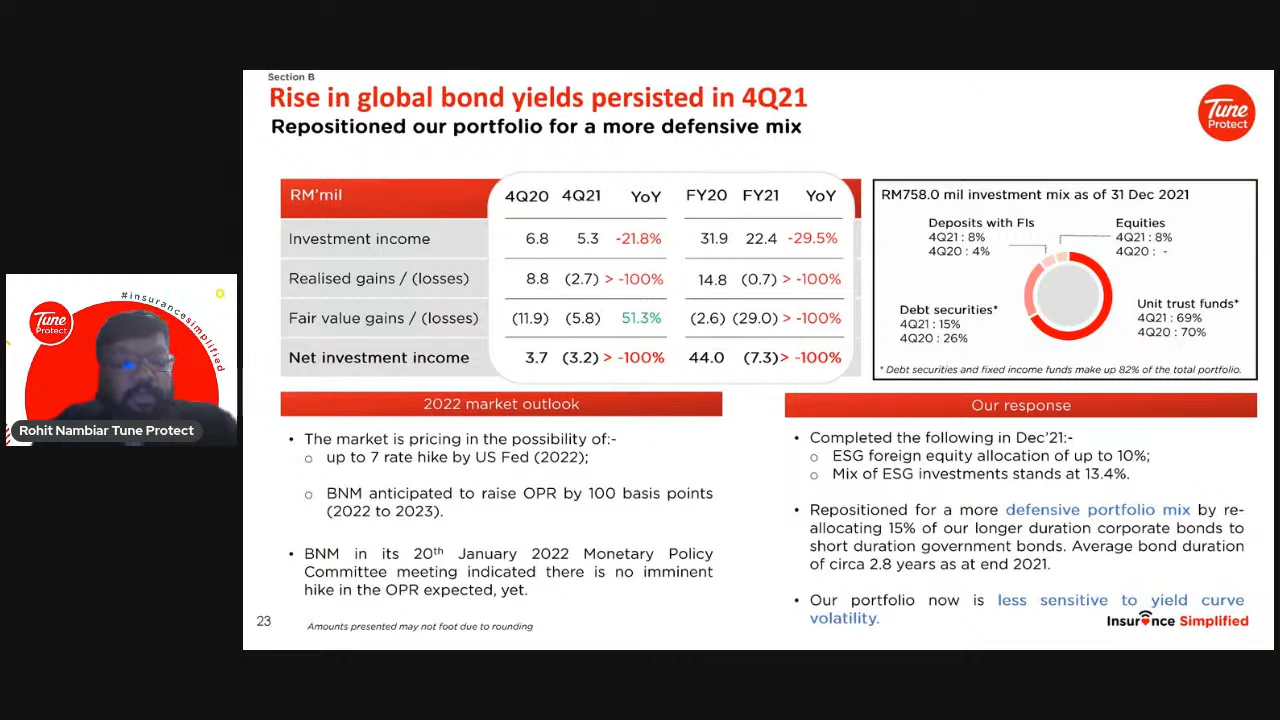 Section B
Rise in global bond yields persisted in 4Q21
Repositioned our portfolio for a more defensive mix
Tune
Protect
RM'mil 4Q20 4Q21 YoY FY20 FY21 YoY
Investment income 6.8 5.3 -21.8% 31.9 22.4 -29.5%
Realised gains / (losses) 8.8 (2.7) > -100% 14.8 (0.7) > -100%
Fair value gains / (losses) (11.9) (5.8) 51.3% (2.6) (29.0) > -100%
Net investment income 3.7 (3.2) > -100% 44.0 (7.3) > -100%
RM758.0 mil investment mix as of 31 Dec 2021
Deposits with FIs
4Q21 : 8%
4Q20 : 4%
Equities
4Q21 : 8%
4Q20 : -
Debt securities*
4Q21 : 15%
4Q20 : 26%
Unit trust funds*
4Q21 : 69%
4Q20 : 70%
* Debt securities and fixed income funds make up 82% of the total portfolio.
2022 market outlook
• The market is pricing in the possibility of:-
o up to 7 rate hike by US Fed (2022);
o BNM anticipated to raise OPR by 100 basis points
(2022 to 2023).
• BNM in its 20th January 2022 Monetary Policy
Committee meeting indicated there is no imminent
hike in the OPR expected, yet.
Our response
• Completed the following in Dec'21:-
o ESG foreign equity allocation of up to 10%;
o Mix of ESG investments stands at 13.4%.
• Repositioned for a more defensive portfolio mix by re-
allocating 15% of our longer duration corporate bonds to
short duration government bonds. Average bond duration
of circa 2.8 years as at end 2021.
• Our portfolio now is less sensitive to yield curve
volatility.
23
Amounts presented may not foot due to rounding
Insurance Simplified
#insurancesimplified
Tune
Protect
Rohit Nambiar Tune Protect